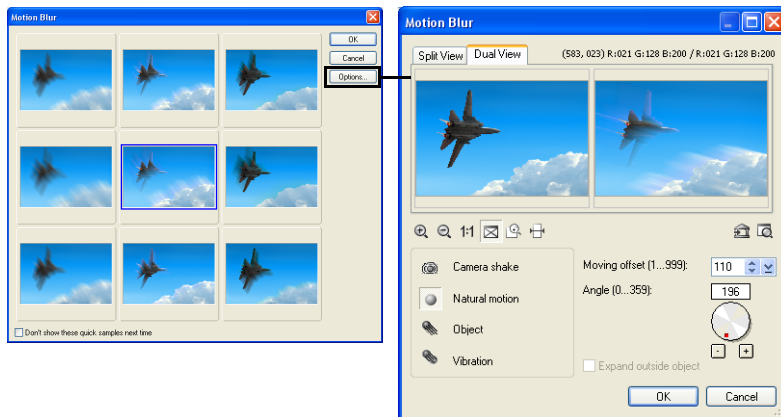 Motion Blur
OK
Cancel
Options...
Don't show these quick samples next time
Motion Blur
Split View
Dual View
(583, 023) R:021 G:128 B:200 / R:021 G:128 B:200
1:1
Camera shake
Natural motion
Object
Vibration
Moving offset (1...999):
110
Angle (0...359):
196
-
+
Expand outside object
OK
Cancel